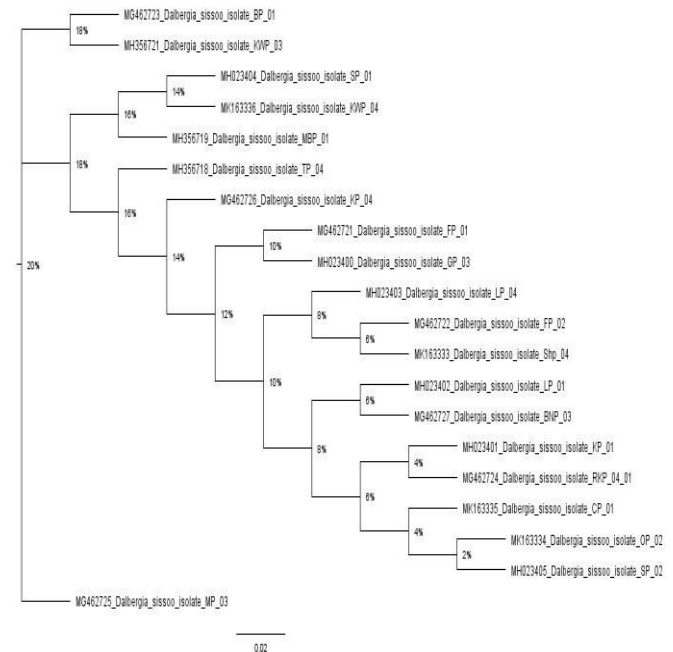 MG462723_Dalbergia_sissoo_isolate_BP_01
18%
MH356721_Dalbergia_sissoo_isolate_KWP_03
MH023404_Dalbergia_sissoo_isolate_SP_01
14%
MK163336_Dalbergia_sissoo_isolate_KWP_04
16%
MH356719_Dalbergia_sissoo_isolate_MBP_01
18%
MH356718_Dalbergia_sissoo_isolate_TP_04
16%
MG462726_Dalbergia_sissoo_isolate_KP_04
14%
MG462721_Dalbergia_sissoo_isolate_FP_01
10%
MH023400_Dalbergia_sissoo_isolate_GP_03
20%
MH023403_Dalbergia_sissoo_isolate_LP_04
12%
8%
MG462722_Dalbergia_sissoo_isolate_FP_02
6%
MK163333_Dalbergia_sissoo_isolate_Shp_04
10%
MH023402_Dalbergia_sissoo_isolate_LP_01
6%
MG462727_Dalbergia_sissoo_isolate_BNP_03
8%
MH023401_Dalbergia_sissoo_isolate_KP_01
4%
MG462724_Dalbergia_sissoo_isolate_RKP_04_01
6%
MK163335_Dalbergia_sissoo_isolate_CP_01
4%
MK163334_Dalbergia_sissoo_isolate_OP_02
2%
MH023405_Dalbergia_sissoo_isolate_SP_02
MG462725_Dalbergia_sissoo_isolate_MP_03
0.02